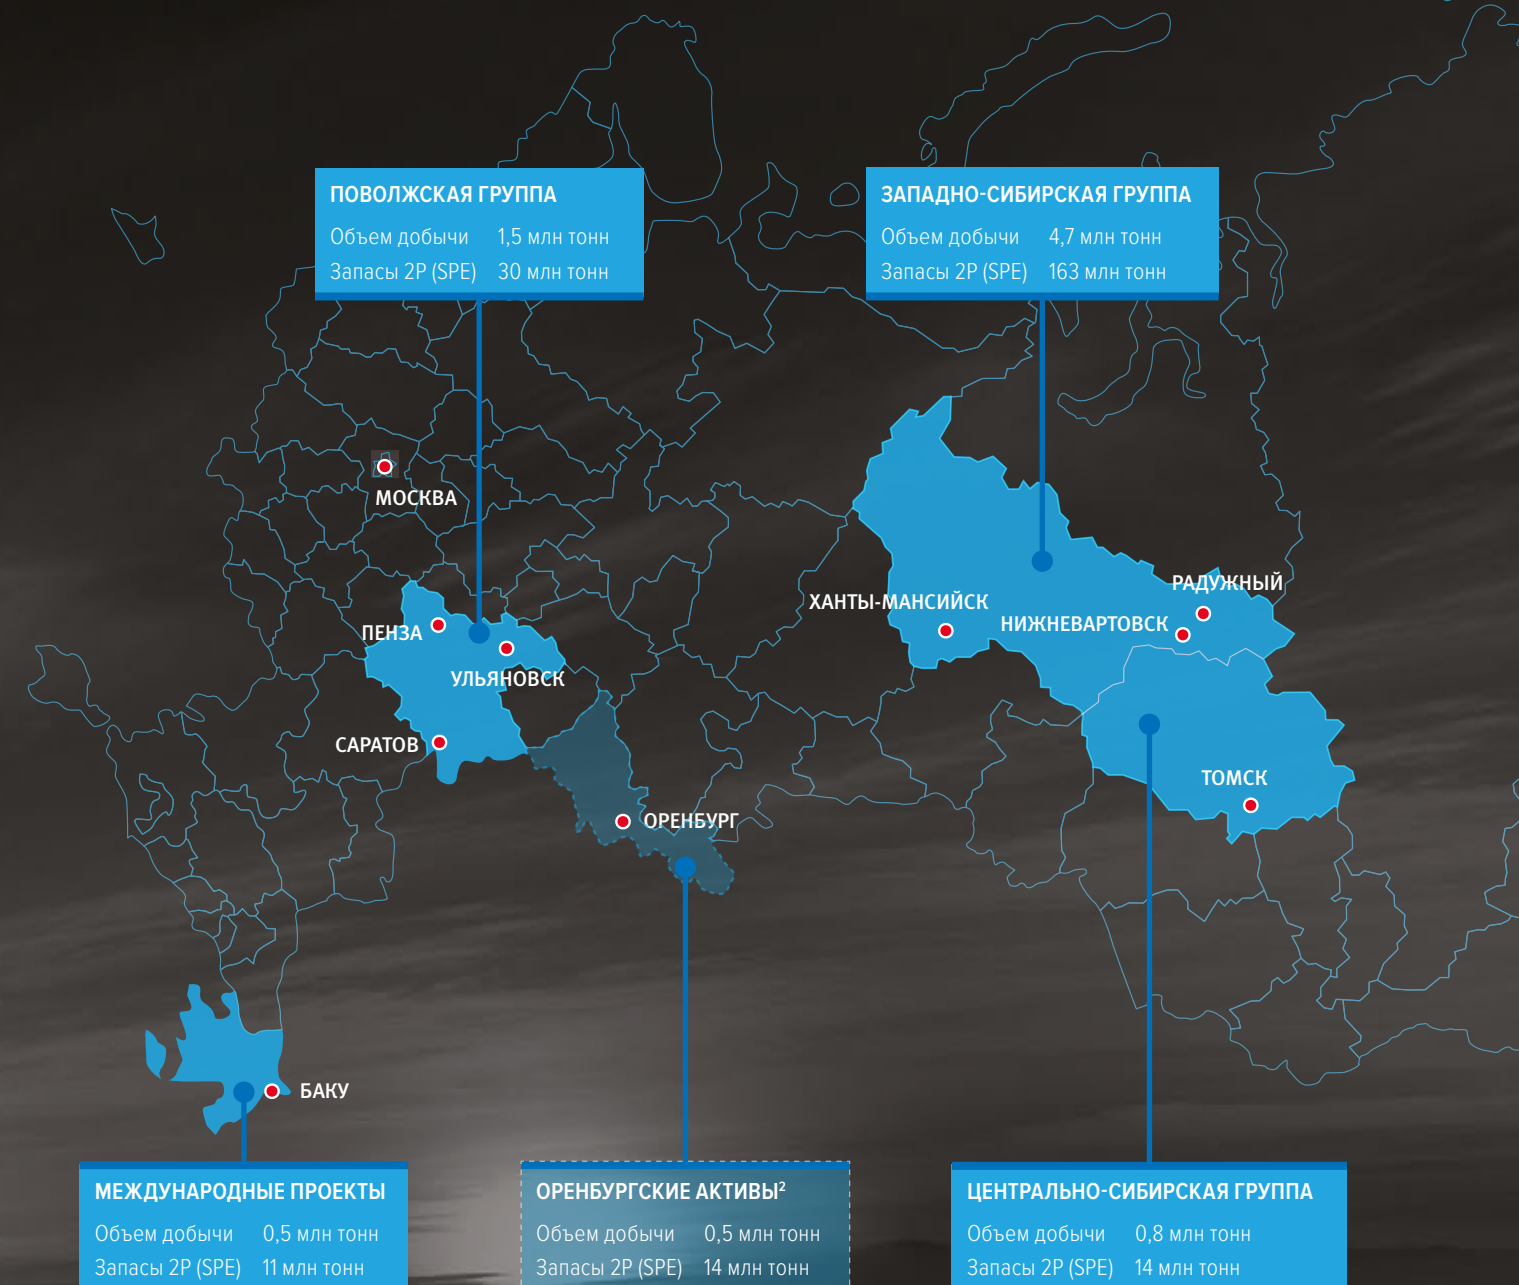 ПОВОЛЖСКАЯ ГРУППА
Объем добычи 1,5 млн тонн
Запасы 2P (SPE) 30 млн тонн
ЗАПАДНО-СИБИРСКАЯ ГРУППА
Объем добычи 4,7 млн тонн
Запасы 2P (SPE) 163 млн тонн
МОСКВА
РАДУЖНЫЙ
ХАНТЫ-МАНСИЙСК
НИЖНЕВАРТОВСК
ПЕНЗА
УЛЬЯНОВСК
САРАТОВ
ТОМСК
ОРЕНБУРГ
БАКУ
МЕЖДУНАРОДНЫЕ ПРОЕКТЫ
Объем добычи 0,5 млн тонн
Запасы 2P (SPE) 11 млн тонн
ОРЕНБУРГСКИЕ АКТИВЫ²
Объем добычи 0,5 млн тонн
Запасы 2P (SPE) 14 млн тонн
ЦЕНТРАЛЬНО-СИБИРСКАЯ ГРУППА
Объем добычи 0,8 млн тонн
Запасы 2P (SPE) 14 млн тонн